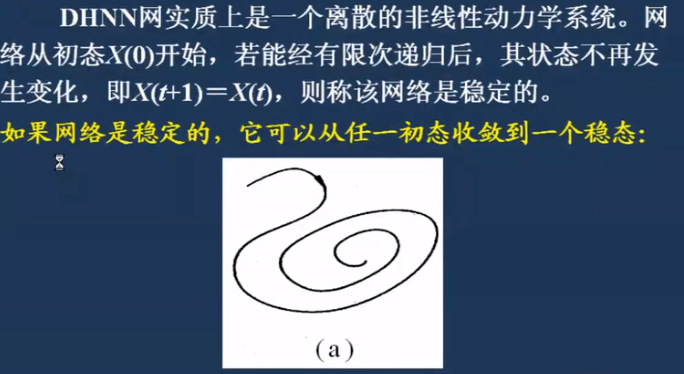 DHNN网实质上是一个离散的非线性动力学系统。网
络从初态X(0)开始，若能经有限次递归后，其状态不再发
生变化，即X(t+1)＝X(t)，则称该网络是稳定的。
如果网络是稳定的，它可以从任一初态收敛到一个稳态：
(a)